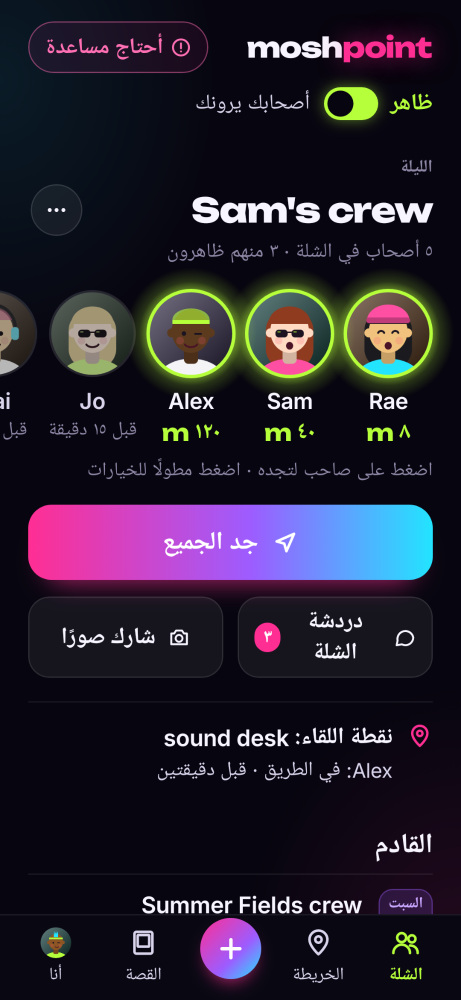 moshpoint
أحتاج مساعدة
ظاهر أصحابك يرونك
الليلة
Sam's crew
٥ أصحاب في الشلة · ٣ منهم ظاهرون
Rae
٨ m
Sam
٤٠ m
Alex
١٢٠ m
Jo
قبل ١٥ دقيقة
ai
قبل
اضغط على صاحب لتجده · اضغط مطولًا للخيارات
جد الجميع
دردشة
الشلة
٣
شارك صورًا
نقطة اللقاء: sound desk
Alex: في الطريق · قبل دقيقتين
القادم
السبت
Summer Fields crew
الشلة
الخريطة
القصة
أنا